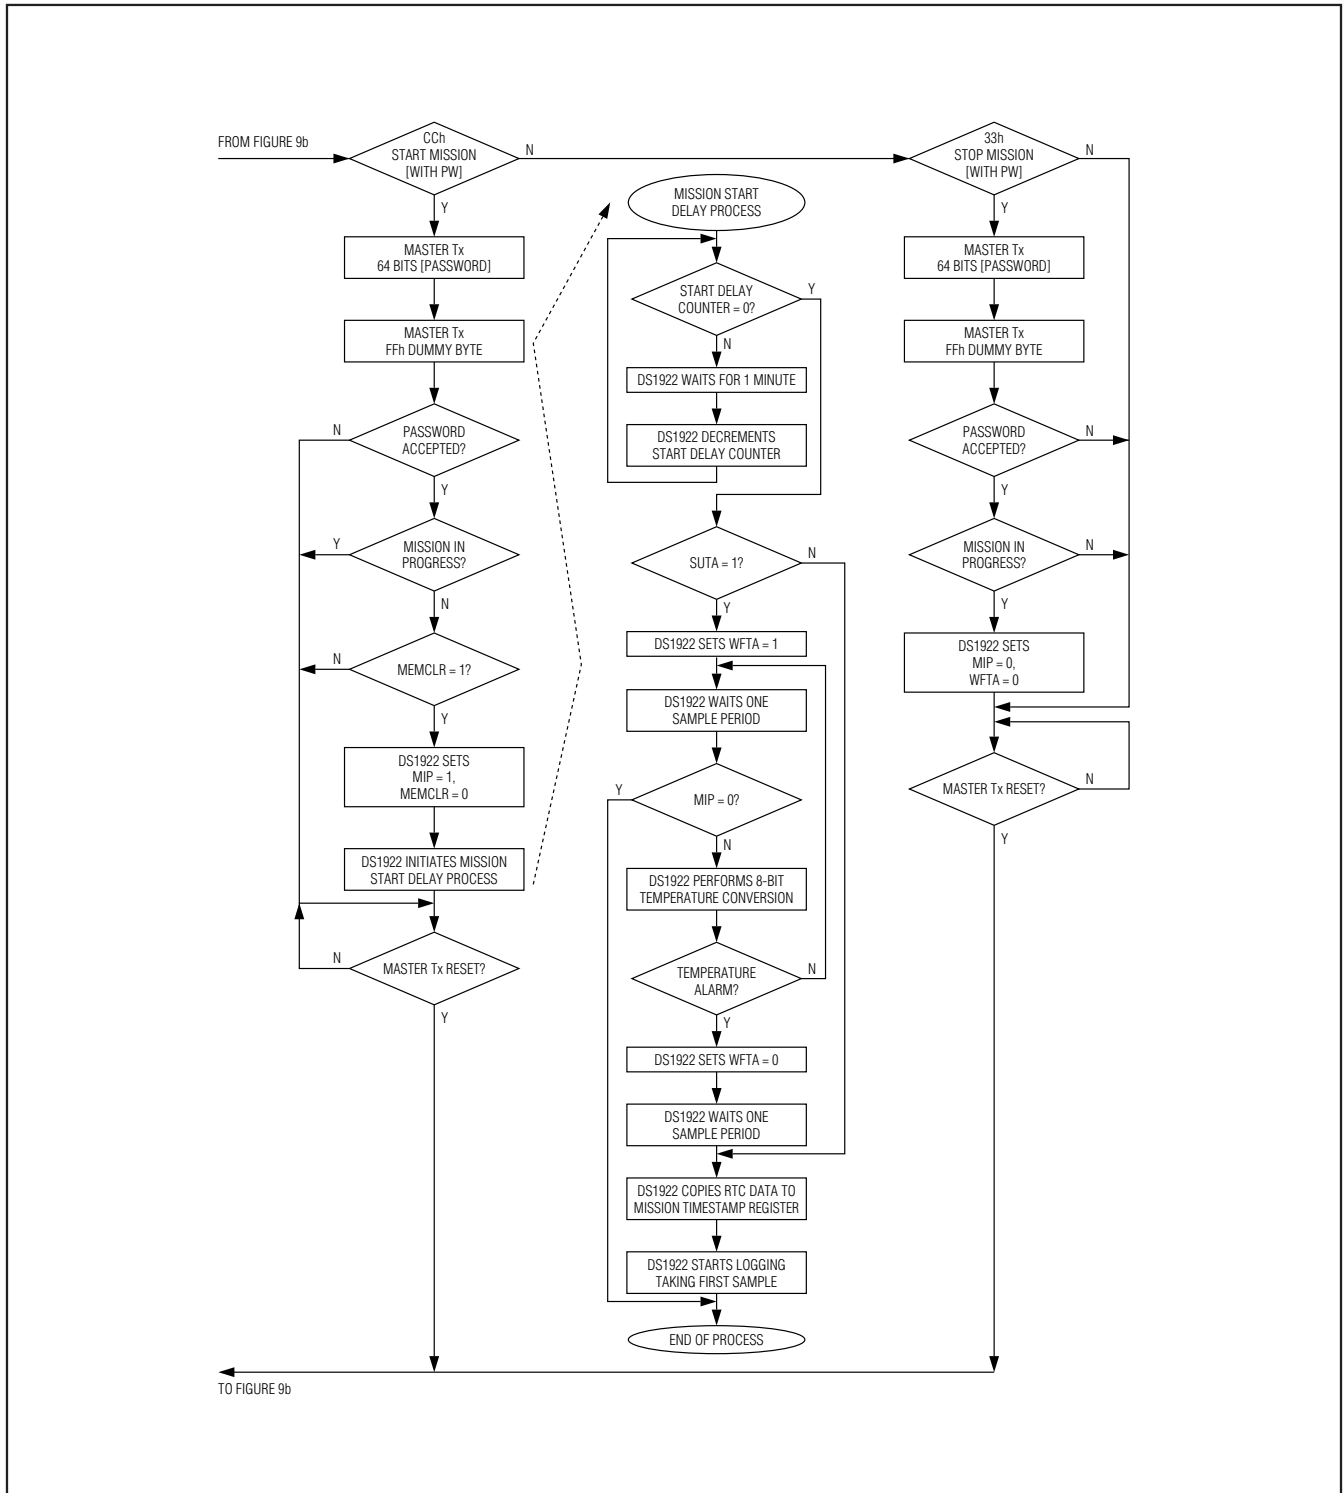 FROM FIGURE 9b
CCh
START MISSION
[WITH PW]
N
Y
MASTER Tx
64 BITS [PASSWORD]
MASTER Tx
FFh DUMMY BYTE
N
PASSWORD
ACCEPTED?
Y
Y
MISSION IN
PROGRESS?
N
N
MEMCLR = 1?
Y
DS1922 SETS
MIP = 1,
MEMCLR = 0
DS1922 INITIATES MISSION
START DELAY PROCESS
N
MASTER Tx RESET?
Y
MISSION START
DELAY PROCESS
START DELAY
COUNTER = 0?
Y
N
DS1922 WAITS FOR 1 MINUTE
DS1922 DECREMENTS
START DELAY COUNTER
SUTA = 1?
N
Y
DS1922 SETS WFTA = 1
DS1922 WAITS ONE
SAMPLE PERIOD
Y
MIP = 0?
N
DS1922 PERFORMS 8-BIT
TEMPERATURE CONVERSION
TEMPERATURE
ALARM?
N
Y
DS1922 SETS WFTA = 0
DS1922 WAITS ONE
SAMPLE PERIOD
DS1922 COPIES RTC DATA TO
MISSION TIMESTAMP REGISTER
DS1922 STARTS LOGGING
TAKING FIRST SAMPLE
END OF PROCESS
33h
STOP MISSION
[WITH PW]
N
Y
MASTER Tx
64 BITS [PASSWORD]
MASTER Tx
FFh DUMMY BYTE
PASSWORD
ACCEPTED?
N
Y
MISSION IN
PROGRESS?
N
Y
DS1922 SETS
MIP = 0,
WFTA = 0
MASTER Tx RESET?
N
Y
TO FIGURE 9b